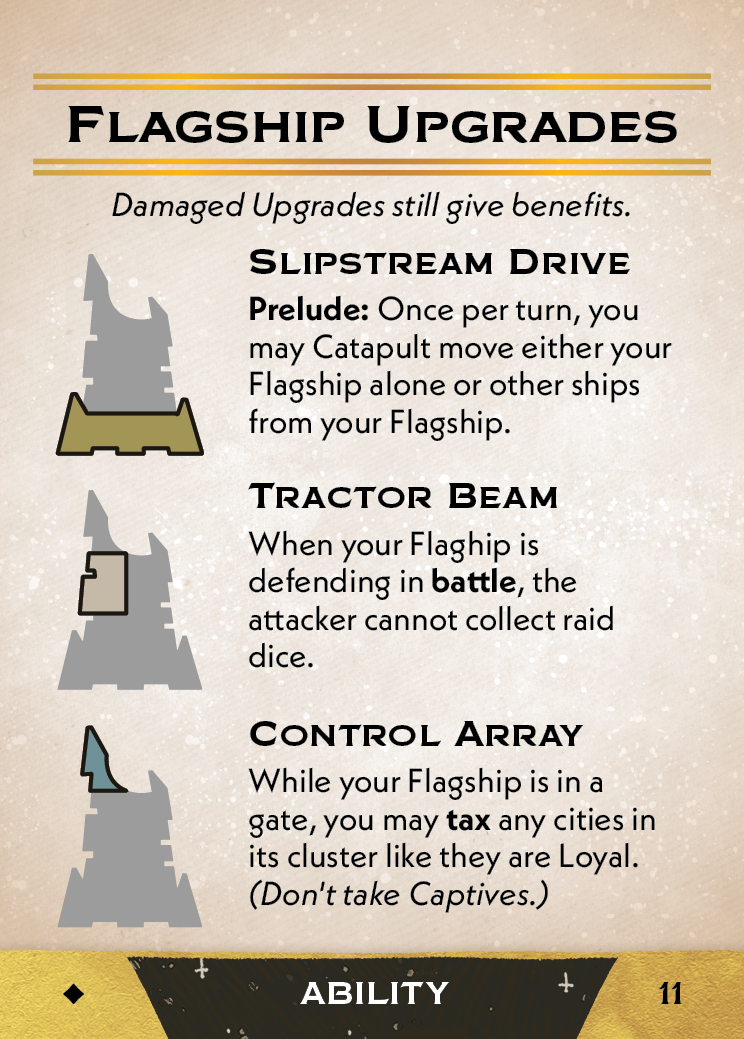 FLAGSHIP UPGRADES
Damaged Upgrades still give benefits.
SLIPSTREAM DRIVE
Prelude: Once per turn, you
may Catapult move either your
Flagship alone or other ships
from your Flagship.
TRACTOR BEAM
When your Flaghip is
defending in battle, the
attacker cannot collect raid
dice.
CONTROL ARRAY
While your Flagship is in a
gate, you may tax any cities in
its cluster like they are Loyal.
(Don't take Captives.)
ABILITY
11